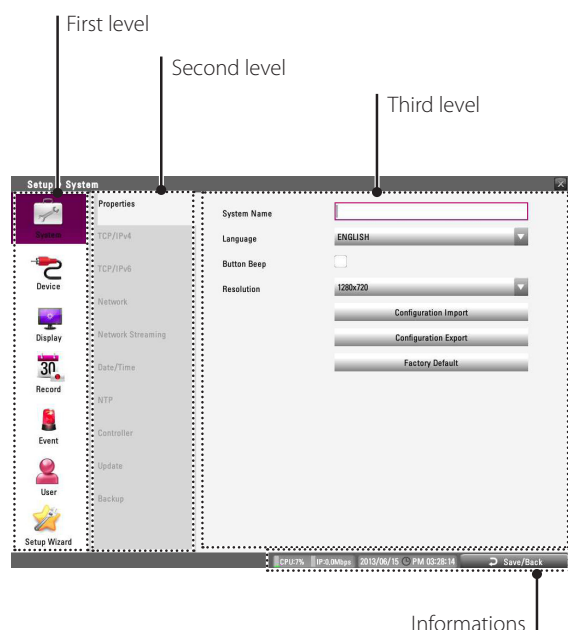 First level
Second level
Third level
Setup - System
System
Device
Display
30
Record
Event
User
Setup Wizard
Properties
TCP/IPv4
TCP/IPv6
Network
Network Streaming
Date/Time
NTP
Controller
Update
Backup
System Name
Language
ENGLISH
Button Beep
Resolution
1280x720
Configuration Import
Configuration Export
Factory Default
CPU:7% IP:0.0Mbps 2013/06/15 PM 03:28:14 Save/Back
Informations